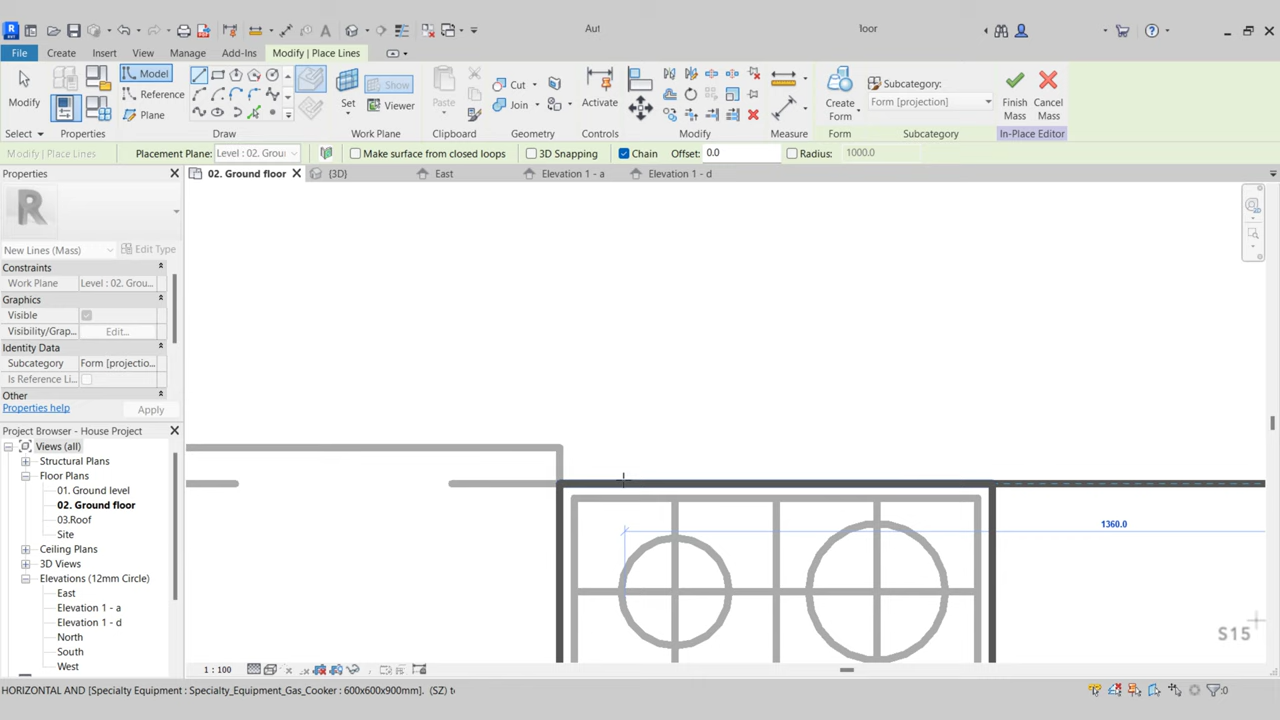 Aut
loor
File Create Insert View Manage Add-Ins Modify | Place Lines
Modify
Select
Properties
Model
Reference
Plane
Draw
Set
Show
Viewer
Work Plane
Paste
Clipboard
Cut
Join
Geometry
Activate
Controls
Modify
Measure
Create Form
Form
Subcategory:
Form [projection]
Subcategory
Finish Mass
Cancel Mass
In-Place Editor
Modify | Place Lines Placement Plane: Level : 02. Grou Make surface from closed loops 3D Snapping Chain Offset: 0.0 Radius: 1000.0
Properties
02. Ground floor {3D} East Elevation 1 - a Elevation 1 - d
New Lines (Mass) Edit Type
Constraints
Work Plane Level : 02. Grou...
Graphics
Visible
Visibility/Grap... Edit...
Identity Data
Subcategory Form [projectio...
Is Reference Li...
Other
Properties help Apply
Project Browser - House Project
Views (all)
Structural Plans
Floor Plans
01. Ground level
02. Ground floor
03.Roof
Site
Ceiling Plans
3D Views
Elevations (12mm Circle)
East
Elevation 1 - a
Elevation 1 - d
North
South
West
1360.0
S15
1 : 100
HORIZONTAL AND [Specialty Equipment : Specialty_Equipment_Gas_Cooker : 600x600x900mm]. (SZ) to
:0